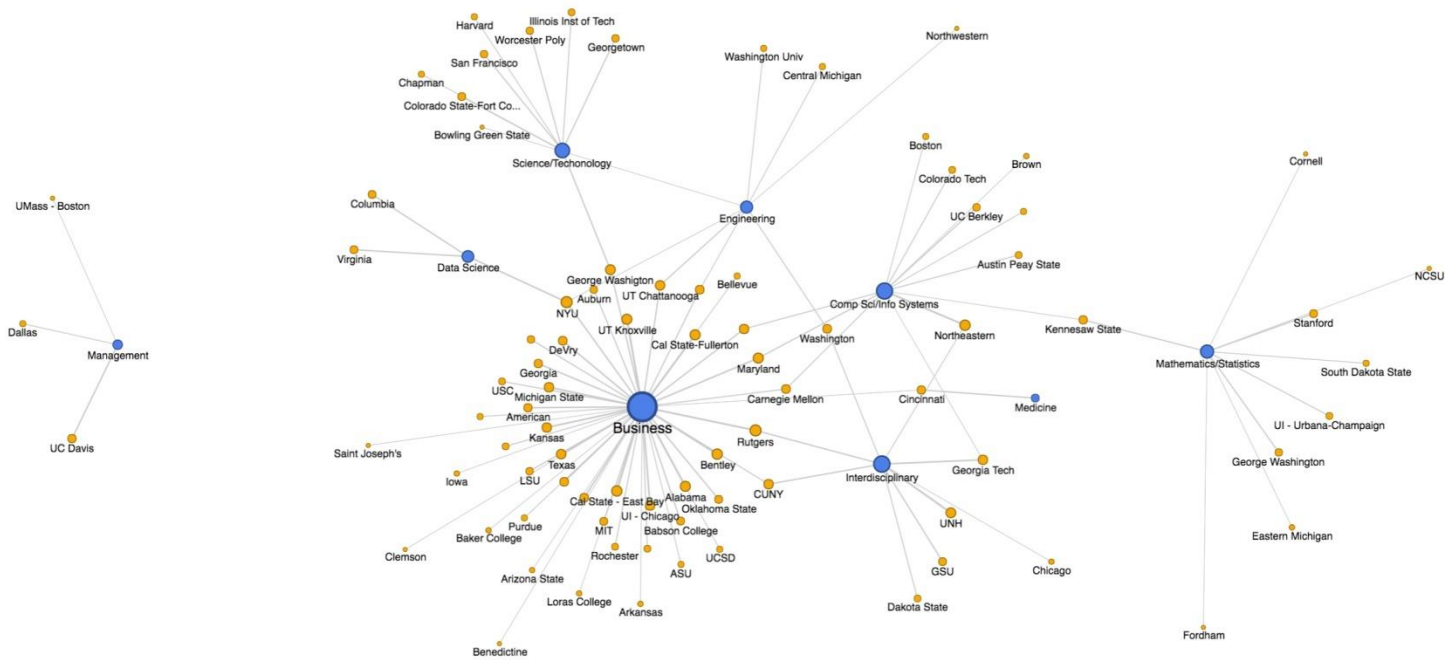 Harvard
Illinois Inst of Tech
Worcester Poly
Georgetown
Northwestern
Washington Univ
San Francisco
Central Michigan
Chapman
Colorado State-Fort Co...
Bowling Green State
Boston
Science/Techonology
Brown
Cornell
Colorado Tech
UMass - Boston
Columbia
Engineering
UC Berkley
Virginia
Data Science
Austin Peay State
George Washigton
NCSU
Bellevue
Auburn
UT Chattanooga
Comp Sci/Info Systems
NYU
UT Knoxville
Dallas
Management
DeVry
Cal State-Fullerton
Washington
Northeastern
Kennesaw State
Stanford
Georgia
Maryland
Mathematics/Statistics
South Dakota State
USC
Michigan State
Carnegie Mellon
Cincinnati
Medicine
American
Business
UI - Urbana-Champaign
Kansas
Rutgers
UC Davis
Saint Joseph's
Texas
Bentley
Interdisciplinary
Georgia Tech
George Washington
Iowa
LSU
CUNY
Cal State - East Bay
Alabama
Oklahoma State
UI - Chicago
Purdue
MIT
Babson College
UNH
Baker College
Eastern Michigan
Clemson
Rochester
UCSD
ASU
GSU
Chicago
Arizona State
Loras College
Arkansas
Dakota State
Fordham
Benedictine